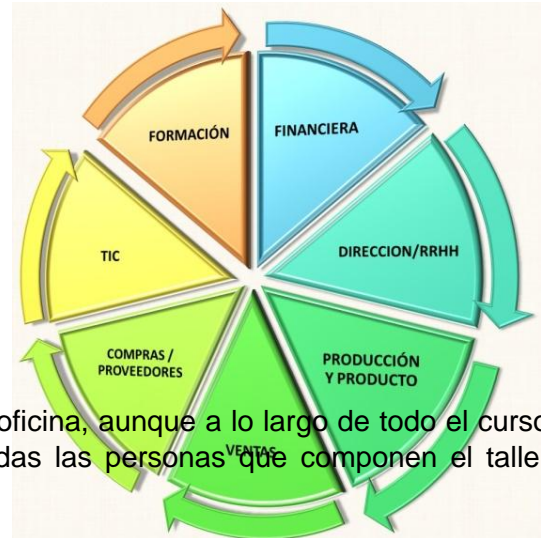 FORMACIÓN
FINANCIERA
DIRECCION/RRHH
PRODUCCIÓN
Y PRODUCTO
VENTAS
COMPRAS /
PROVEEDORES
TIC
oficina, aunque a lo largo de todo el curso
das las personas que componen el talle